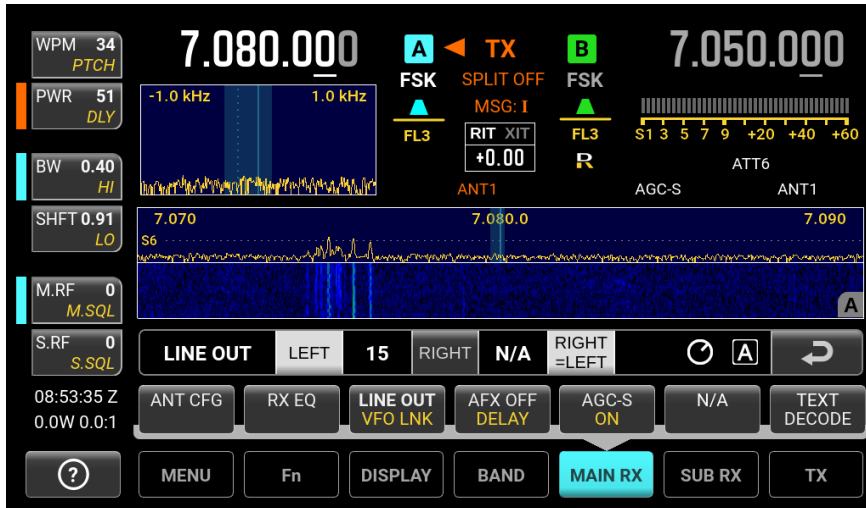 WPM 34
PTCH
7.080.000
A
TX
B
7.050.000
FSK
SPLIT OFF
FSK
PWR 51
DLY
-1.0 kHz
1.0 kHz
MSG: I
FL3
RIT XIT
FL3
S1 3 5 7 9 +20 +40 +60
+0.00
R
ATT6
BW 0.40
HI
ANT1
AGC-S
ANT1
SHFT 0.91
LO
7.070
7.080.0
7.090
S6
M.RF 0
M.SQL
A
S.RF 0
S.SQL
LINE OUT
LEFT
15
RIGHT
N/A
RIGHT
=LEFT
A
08:53:35 Z
0.0W 0.0:1
ANT CFG
RX EQ
LINE OUT
VFO LNK
AFX OFF
DELAY
AGC-S
ON
N/A
TEXT
DECODE
?
MENU
Fn
DISPLAY
BAND
MAIN RX
SUB RX
TX